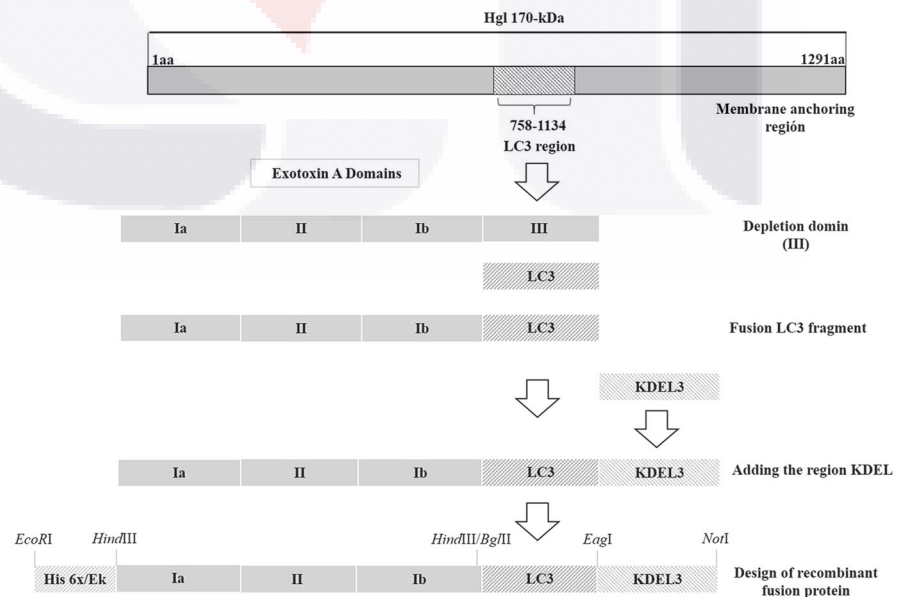 Hgl 170-kDa
1aa
1291aa
Membrane anchoring
región
758-1134
LC3 region
Exotoxin A Domains
Ia II Ib III
Depletion domin
(III)
LC3
Ia II Ib LC3
Fusion LC3 fragment
KDEL3
Ia II Ib LC3 KDEL3
Adding the region KDEL
EcoRI HindIII HindIII/BglII EagI NotI
His 6x/Ek Ia II Ib LC3 KDEL3
Design of recombinant
fusion protein